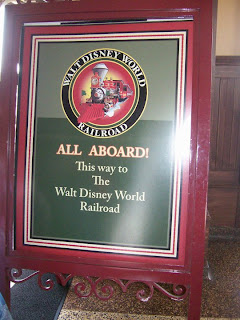 WALT DISNEY WORLD
RAILROAD
ALL ABOARD!
This way to
The
Walt Disney World
Railroad